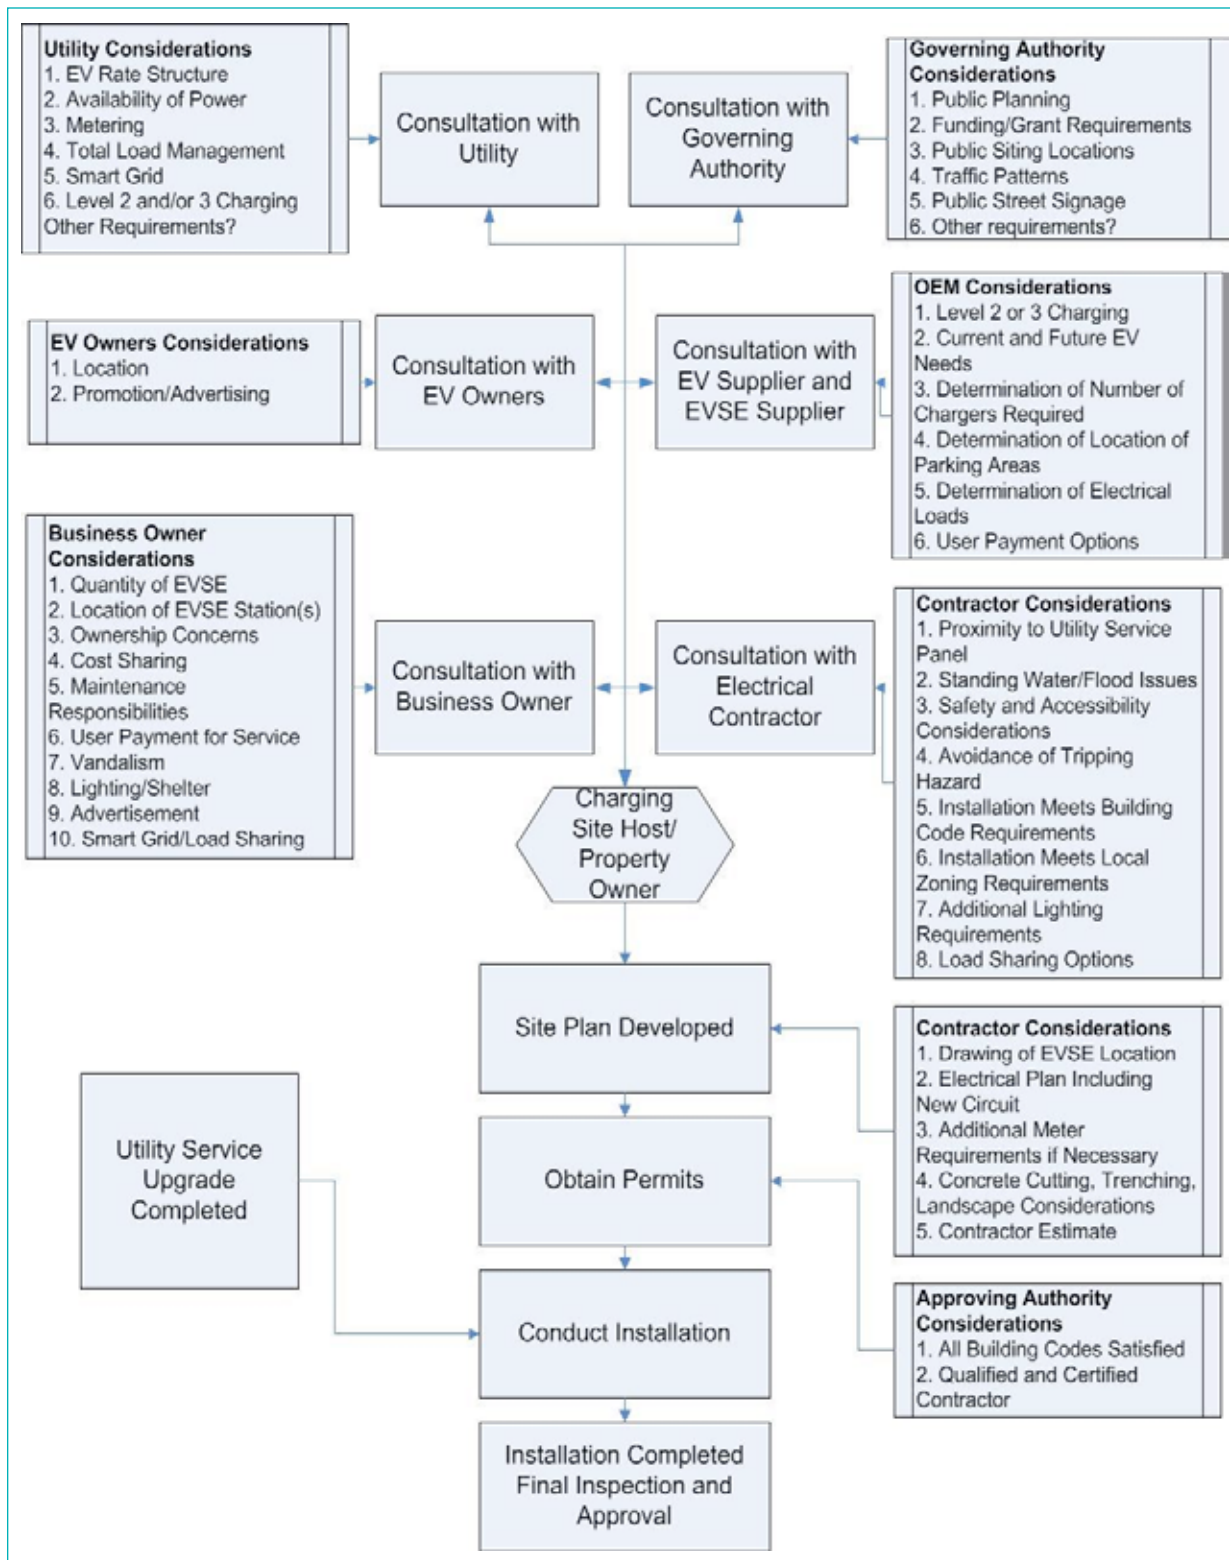 Utility Considerations
1. EV Rate Structure
2. Availability of Power
3. Metering
4. Total Load Management
5. Smart Grid
6. Level 2 and/or 3 Charging
Other Requirements?
Consultation with
Utility
Consultation with
Governing
Authority
Governing Authority
Considerations
1. Public Planning
2. Funding/Grant Requirements
3. Public Siting Locations
4. Traffic Patterns
5. Public Street Signage
6. Other requirements?
EV Owners Considerations
1. Location
2. Promotion/Advertising
Consultation with
EV Owners
Consultation with
EV Supplier and
EVSE Supplier
OEM Considerations
1. Level 2 or 3 Charging
2. Current and Future EV
Needs
3. Determination of Number of
Chargers Required
4. Determination of Location of
Parking Areas
5. Determination of Electrical
Loads
6. User Payment Options
Business Owner
Considerations
1. Quantity of EVSE
2. Location of EVSE Station(s)
3. Ownership Concerns
4. Cost Sharing
5. Maintenance
Responsibilities
6. User Payment for Service
7. Vandalism
8. Lighting/Shelter
9. Advertisement
10. Smart Grid/Load Sharing
Consultation with
Business Owner
Consultation with
Electrical
Contractor
Contractor Considerations
1. Proximity to Utility Service
Panel
2. Standing Water/Flood Issues
3. Safety and Accessibility
Considerations
4. Avoidance of Tripping
Hazard
5. Installation Meets Building
Code Requirements
6. Installation Meets Local
Zoning Requirements
7. Additional Lighting
Requirements
8. Load Sharing Options
Charging
Site Host/
Property
Owner
Site Plan Developed
Contractor Considerations
1. Drawing of EVSE Location
2. Electrical Plan Including
New Circuit
3. Additional Meter
Requirements if Necessary
4. Concrete Cutting, Trenching,
Landscape Considerations
5. Contractor Estimate
Utility Service
Upgrade
Completed
Obtain Permits
Approving Authority
Considerations
1. All Building Codes Satisfied
2. Qualified and Certified
Contractor
Conduct Installation
Installation Completed
Final Inspection and
Approval